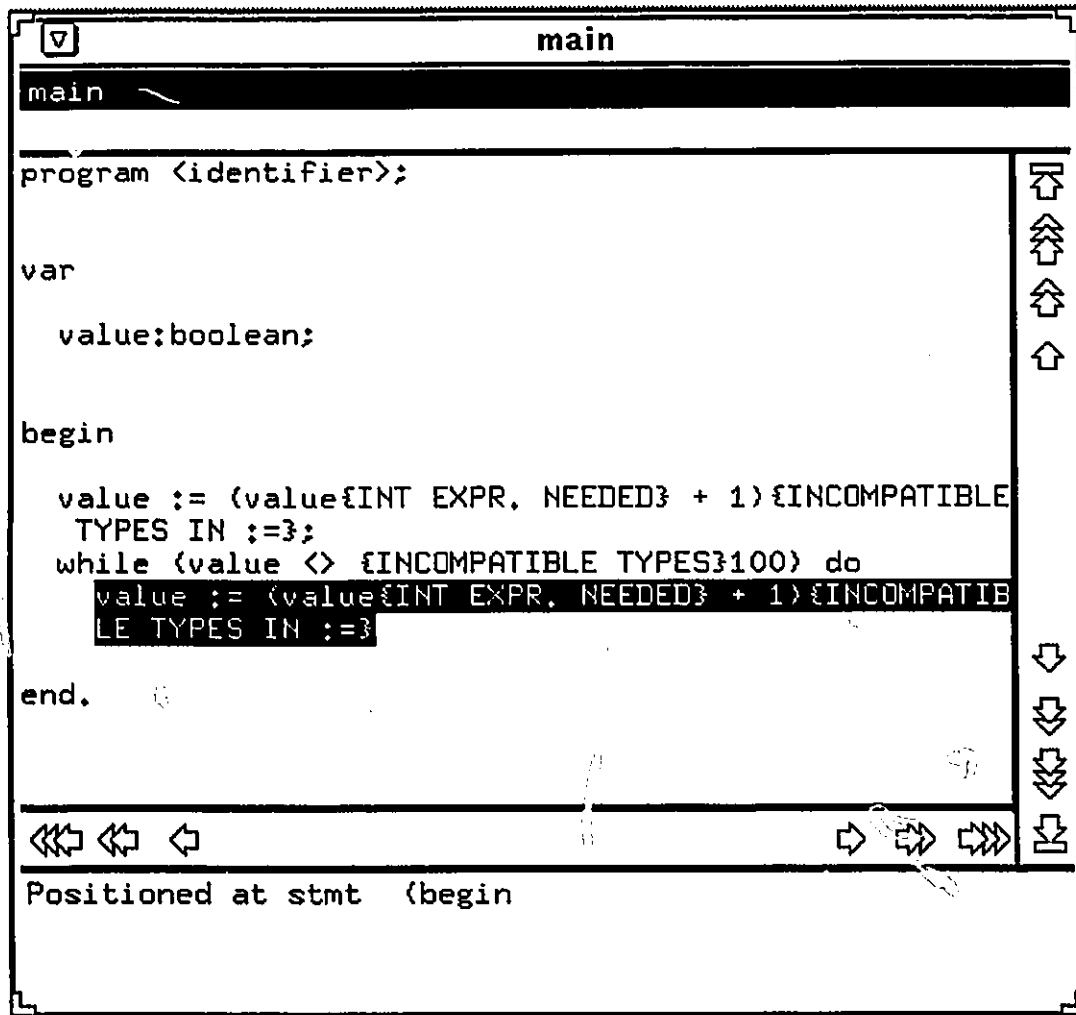 main
main
program <identifier>;
var
value:boolean;
begin
value := (value{INT EXPR. NEEDED} + 1){INCOMPATIBLE
TYPES IN :=};
while (value <> {INCOMPATIBLE TYPES}100) do
value := (value{INT EXPR. NEEDED} + 1){INCOMPATIB
LE TYPES IN :=}
end.
Positioned at stmt (begin